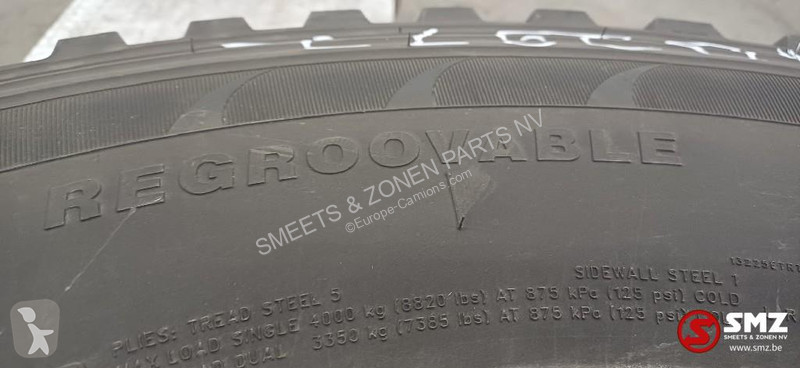 REGROOVABLE
SMEETS & ZONEN PARTS NV
©Europe-Camions.com
SIDEWALL STEEL 1
PLIES: TREAD STEEL 5
MAX LOAD SINGLE 4000 kg (8820 lbs) AT 875 kPa (125 psi) COLD
DUAL 3350 kg (7385 lbs) AT 875 kPa (125 psi)
SMZ
SMEETS & ZONEN NV
www.smz.be